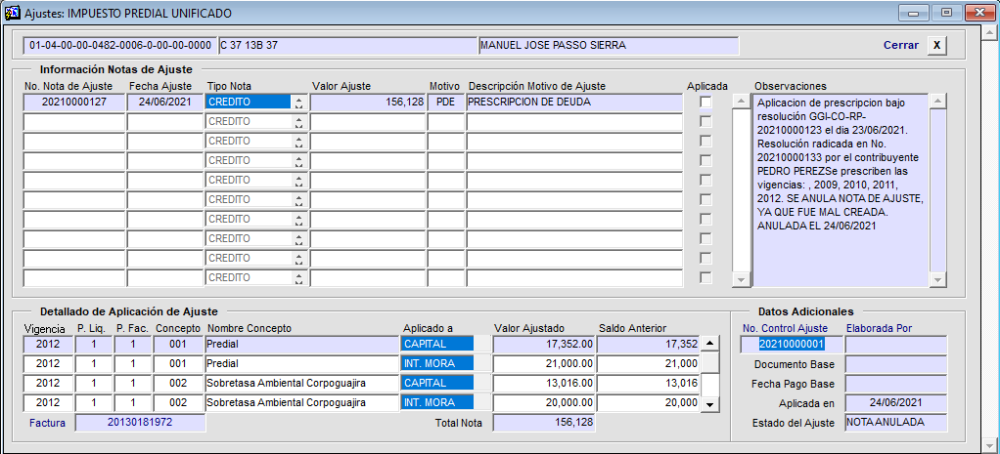 Ajustes: IMPUESTO PREDIAL UNIFICADO
01-04-00-00-0482-0006-0-00-00-0000 C 37 13B 37 MANUEL JOSE PASSO SIERRA Cerrar X
Información Notas de Ajuste
No. Nota de Ajuste Fecha Ajuste Tipo Nota Valor Ajuste Motivo Descripción Motivo de Ajuste Aplicada Observaciones
20210000127 24/06/2021 CREDITO 156,128 PDE PRESCRIPCION DE DEUDA
CREDITO
CREDITO
CREDITO
CREDITO
CREDITO
CREDITO
CREDITO
CREDITO
CREDITO
Aplicacion de prescripcion bajo
resolución GGI-CO-RP-
20210000123 el dia 23/06/2021.
Resolución radicada en No.
20210000133 por el contribuyente
PEDRO PEREZSe prescriben las
vigencias: , 2009, 2010, 2011,
2012. SE ANULA NOTA DE AJUSTE,
YA QUE FUE MAL CREADA.
ANULADA EL 24/06/2021
Detallado de Aplicación de Ajuste
Vigencia P. Liq. P. Fac. Concepto Nombre Concepto Aplicado a Valor Ajustado Saldo Anterior
2012 1 1 001 Predial CAPITAL 17,352.00 17,352
2012 1 1 001 Predial INT. MORA 21,000.00 21,000
2012 1 1 002 Sobretasa Ambiental Corpoguajira CAPITAL 13,016.00 13,016
2012 1 1 002 Sobretasa Ambiental Corpoguajira INT. MORA 20,000.00 20,000
Factura 20130181972 Total Nota 156,128
Datos Adicionales
No. Control Ajuste Elaborada Por
20210000001
Documento Base
Fecha Pago Base
Aplicada en 24/06/2021
Estado del Ajuste NOTA ANULADA